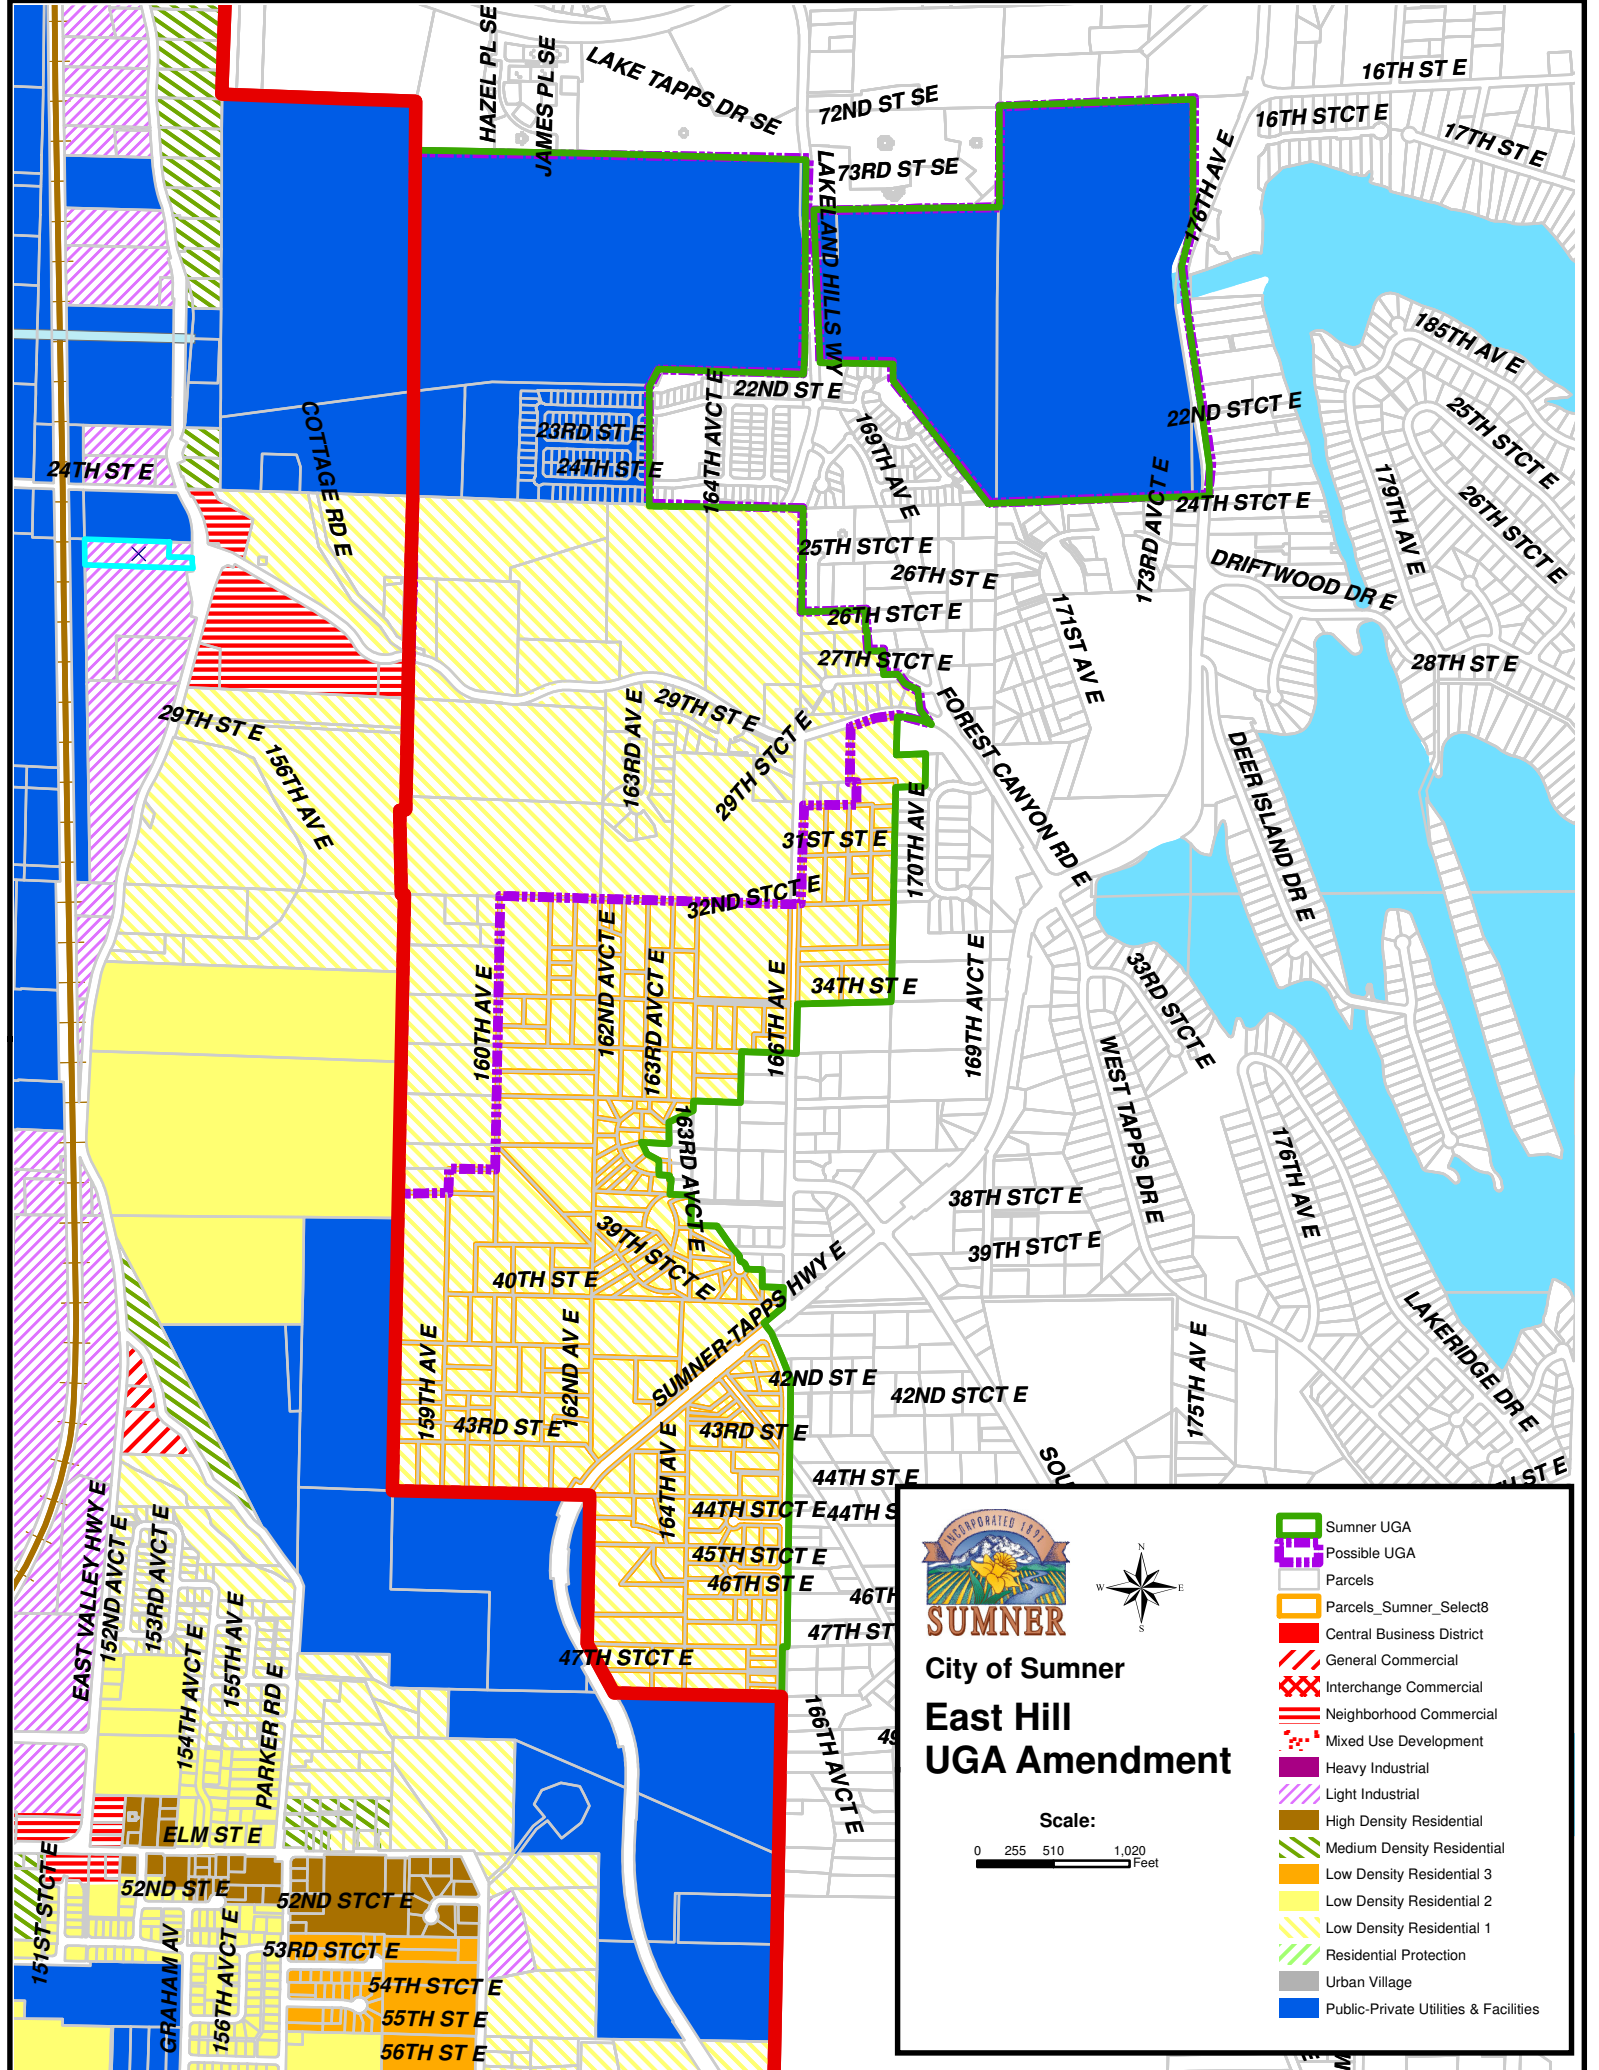 HAZEL PL SE
JAMES PL SE
LAKE TAPPS DR SE
72ND ST SE
73RD ST SE
LAKELAND HILLS WY
16TH ST E
16TH STCT E
17TH ST E
176TH AV E
185TH AV E
25TH STCT E
26TH STCT E
179TH AV E
22ND STCT E
22ND ST E
164TH AVCT E
23RD ST E
24TH ST E
169TH AV E
24TH ST E
COTTAGE RD E
173RD AVCT E
24TH STCT E
25TH STCT E
26TH ST E
26TH STCT E
27TH STCT E
DRIFTWOOD DR E
171ST AV E
28TH ST E
29TH ST E
156TH AV E
163RD AV E
29TH ST E
29TH STCT E
FOREST CANYON RD E
DEER ISLAND DR E
31ST ST E
170TH AV E
32ND STCT E
160TH AV E
162ND AVCT E
163RD AVCT E
166TH AV E
34TH ST E
169TH AVCT E
33RD STCT E
WEST TAPPS DR E
176TH AV E
163RD AVCT E
38TH STCT E
39TH STCT E
39TH STCT E
40TH ST E
SUMNER-TAPPS HWY E
159TH AV E
162ND AV E
43RD ST E
42ND ST E
42ND STCT E
43RD ST E
175TH AV E
LAKERIDGE DR E
164TH AV E
44TH ST E
44TH STCT E
44TH S
SOU
H ST E
45TH STCT E
46TH ST E
46TH
47TH ST
47TH STCT E
166TH AVCT E
49
EAST VALLEY HWY E
152ND AVCT E
153RD AVCT E
154TH AVCT E
155TH AV E
PARKER RD E
ELM ST E
151ST STCT E
52ND ST E
52ND STCT E
53RD STCT E
GRAHAM AV
156TH AVCT E
54TH STCT E
55TH ST E
56TH ST E
INCORPORATED 1891
SUMNER
N
W
E
S
City of Sumner
East Hill
UGA Amendment
Scale:
0 255 510 1,020
Feet
Sumner UGA
Possible UGA
Parcels
Parcels_Sumner_Select8
Central Business District
General Commercial
Interchange Commercial
Neighborhood Commercial
Mixed Use Development
Heavy Industrial
Light Industrial
High Density Residential
Medium Density Residential
Low Density Residential 3
Low Density Residential 2
Low Density Residential 1
Residential Protection
Urban Village
Public-Private Utilities & Facilities